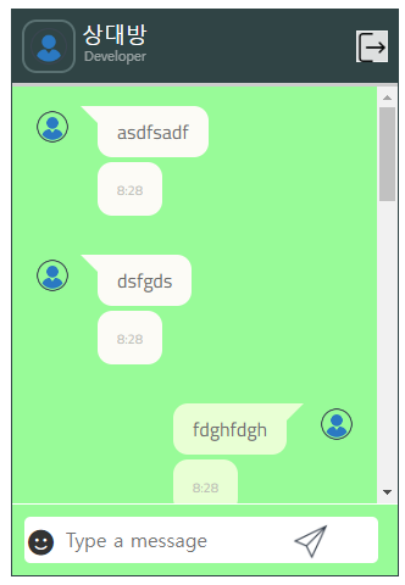 상대방
Developer
asdfsadf
8:28
dsfgds
8:28
fdghfdgh
8:28
Type a message